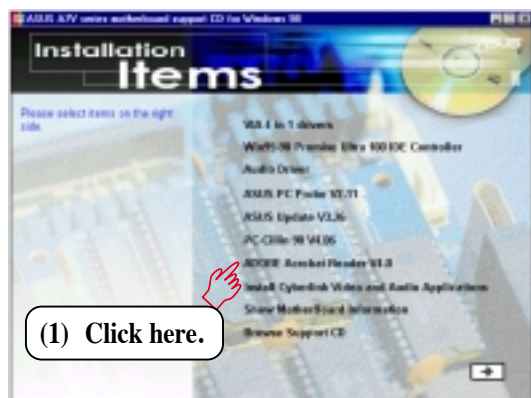 ASUS A7V series motherboard support CD for Windows 98
Installation
Items
Please select items on the right
side.
VIA 4 in 1 drivers
Win95-98 Promise Ultra 100 IDE Controller
Audio Driver
ASUS PC Probe V2.11
ASUS Update V3.26
PC-Cillin 98 V4.06
ADOBE Acrobat Reader V4.0
Install Cyberlink Video and Audio Applications
Show MotherBoard Information
Browse Support CD
(1) Click here.